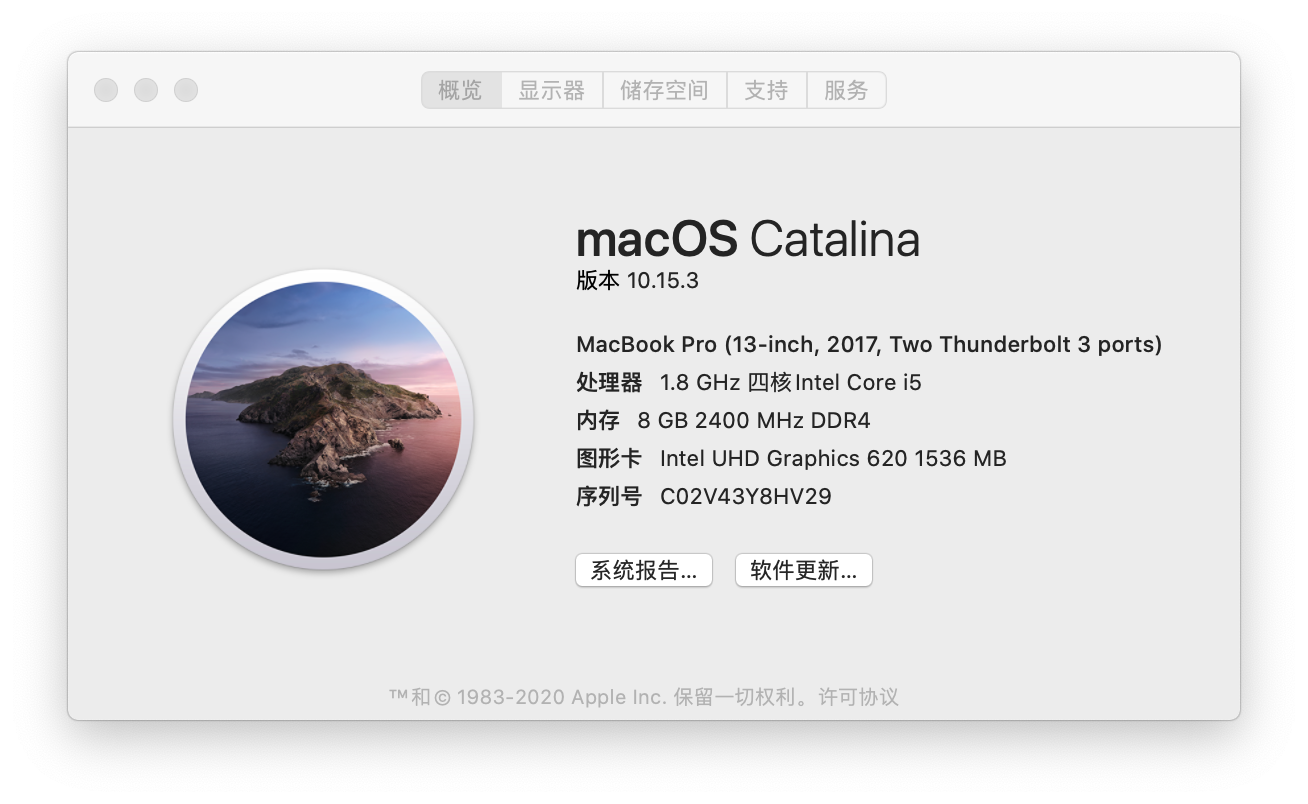 概览 显示器 储存空间 支持 服务
macOS Catalina
版本 10.15.3
MacBook Pro (13-inch, 2017, Two Thunderbolt 3 ports)
处理器 1.8 GHz 四核Intel Core i5
内存 8 GB 2400 MHz DDR4
图形卡 Intel UHD Graphics 620 1536 MB
序列号 C02V43Y8HV29
系统报告... 软件更新...
™和© 1983-2020 Apple Inc. 保留一切权利。许可协议